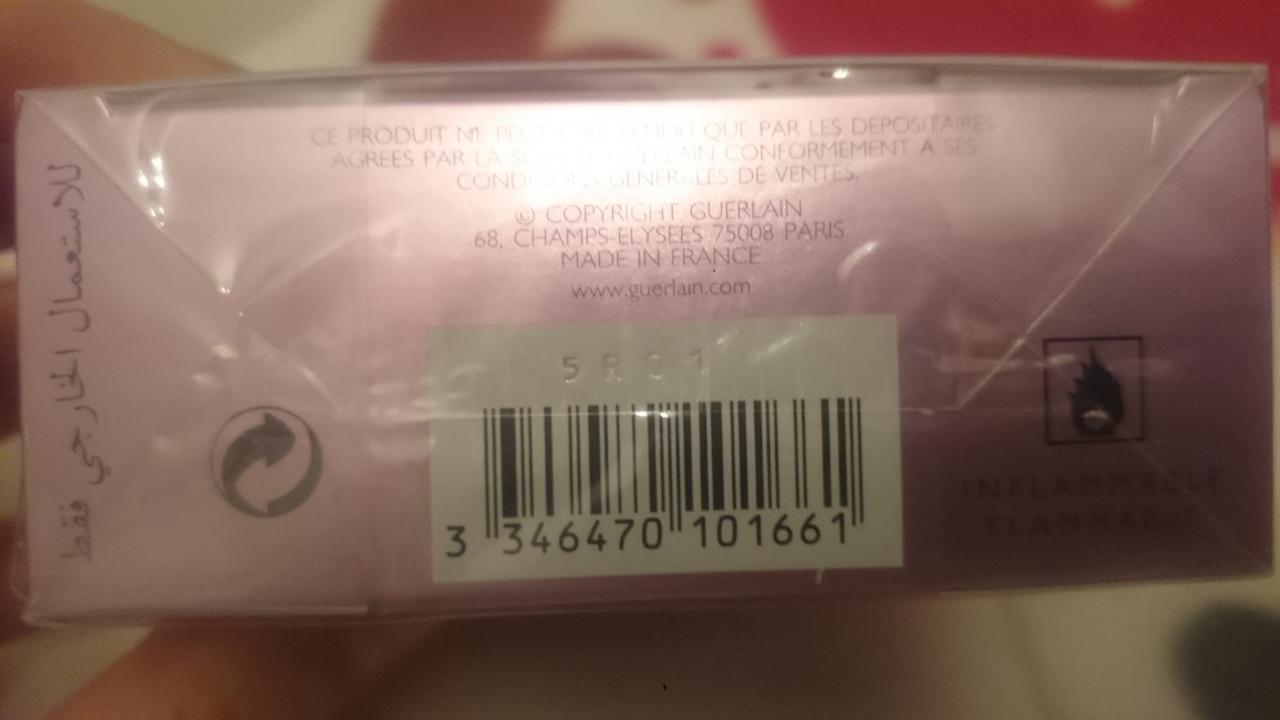 CE PRODUIT NE PEUT ETRE VENDU QUE PAR LES DEPOSITAIRES
AGREES PAR LA SOCIETE GUERLAIN CONFORMEMENT A SES
CONDITIONS GENERALES DE VENTES.
© COPYRIGHT GUERLAIN
68, CHAMPS-ELYSEES 75008 PARIS
MADE IN FRANCE
www.guerlain.com
5R01
3 346470 101661
INFLAMMABLE
FLAMMABLE
للاستعمال الخارجي فقط